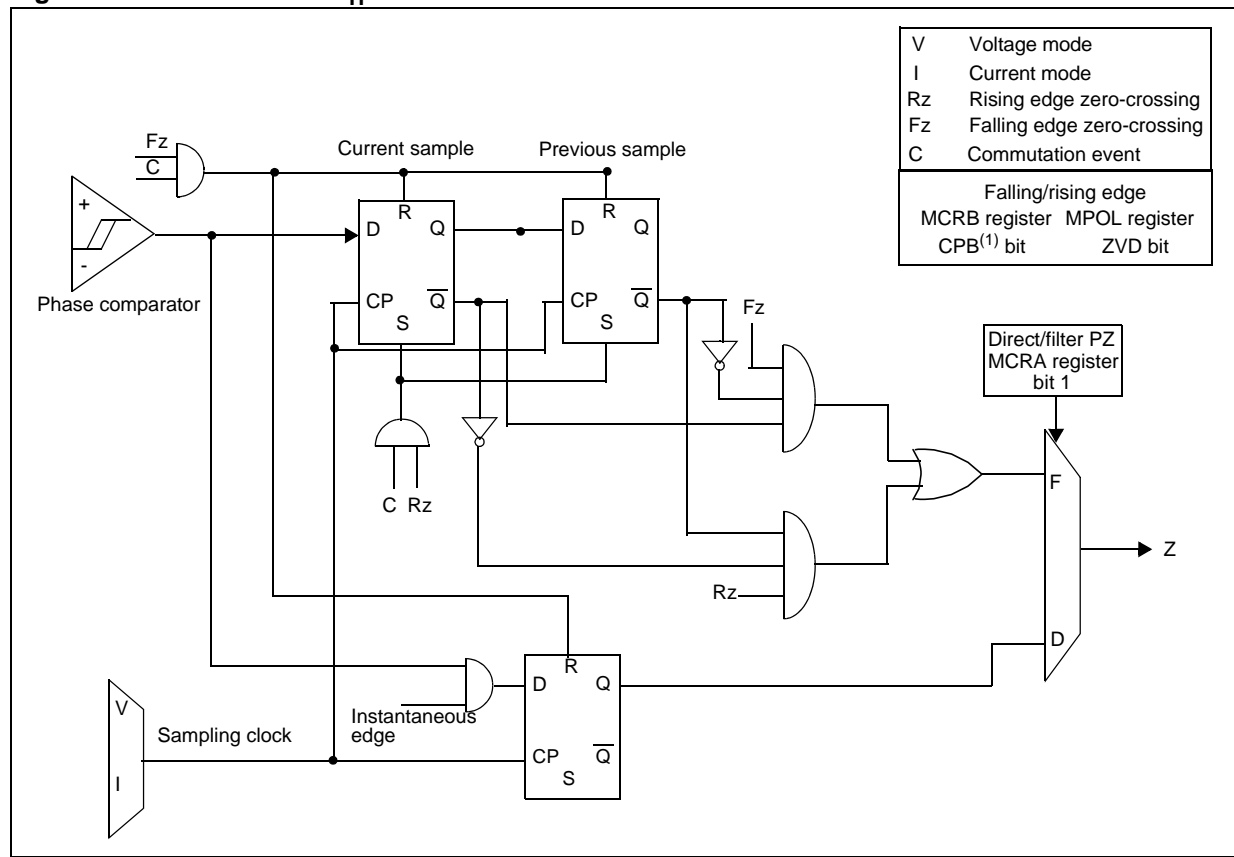 V Voltage mode
I Current mode
Rz Rising edge zero-crossing
Fz Falling edge zero-crossing
C Commutation event
Falling/rising edge
MCRB register MPOL register
CPB(1) bit ZVD bit
Fz
C
Current sample
Previous sample
+
-
Phase comparator
R
D Q
CP Q
S
R
D Q
CP Q
S
Fz
Direct/filter PZ
MCRA register
bit 1
C Rz
F
Z
Rz
D
R
D Q
Instantaneous
edge
CP Q
S
V
Sampling clock
I